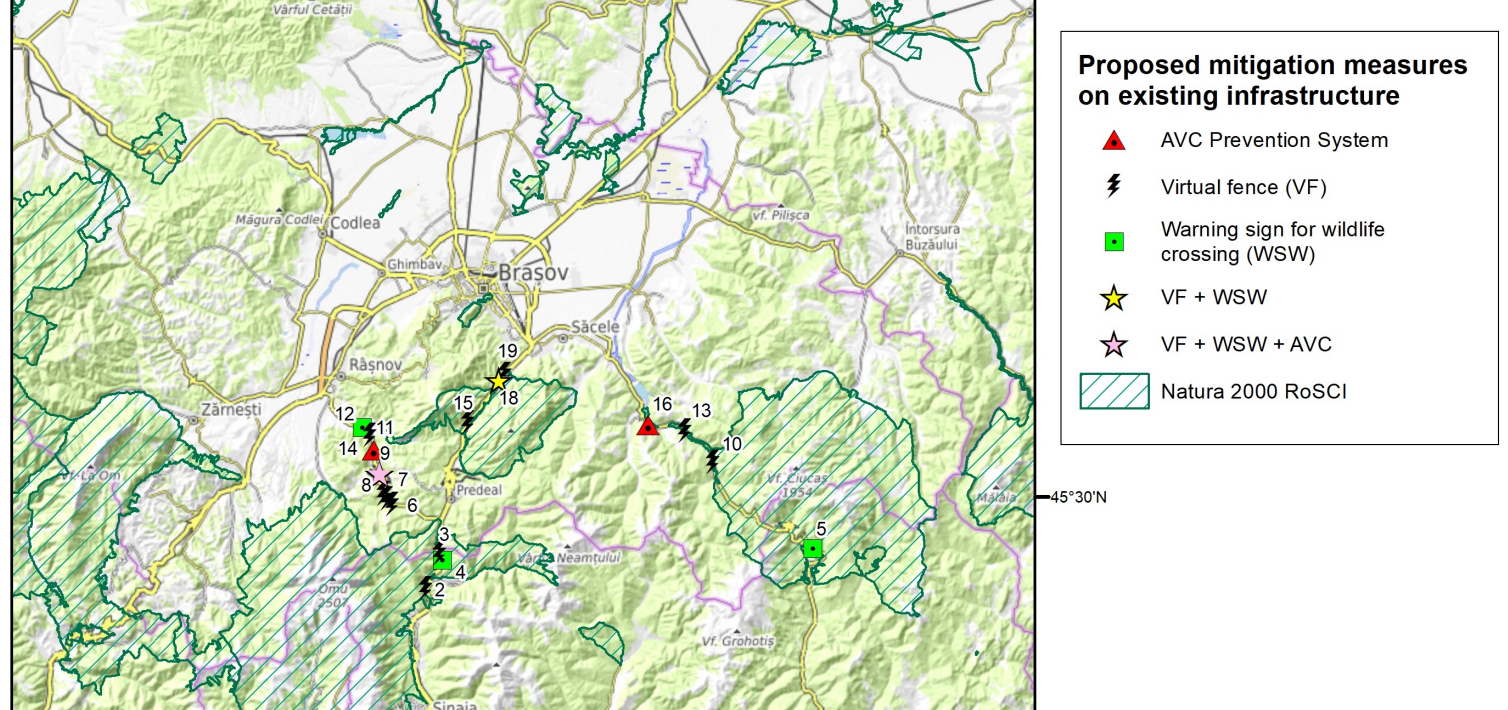 Vârful Cetății
Măgura Codlei
Codlea
vf. Pilișca
Întorsura
Buzăului
Ghimbav
Brașov
Săcele
Râșnov
Zărnești
19
18
15
12
11
14
9
8
7
6
16
13
10
Vf. La Om
Predeal
Vf. Ciucaș
1954
Mălâia
3
4
2
5
Neamțului
Omu
2507
Vf. Grohotiș
Sinaia
45°30'N
Proposed mitigation measures
on existing infrastructure
AVC Prevention System
Virtual fence (VF)
Warning sign for wildlife
crossing (WSW)
VF + WSW
VF + WSW + AVC
Natura 2000 RoSCI